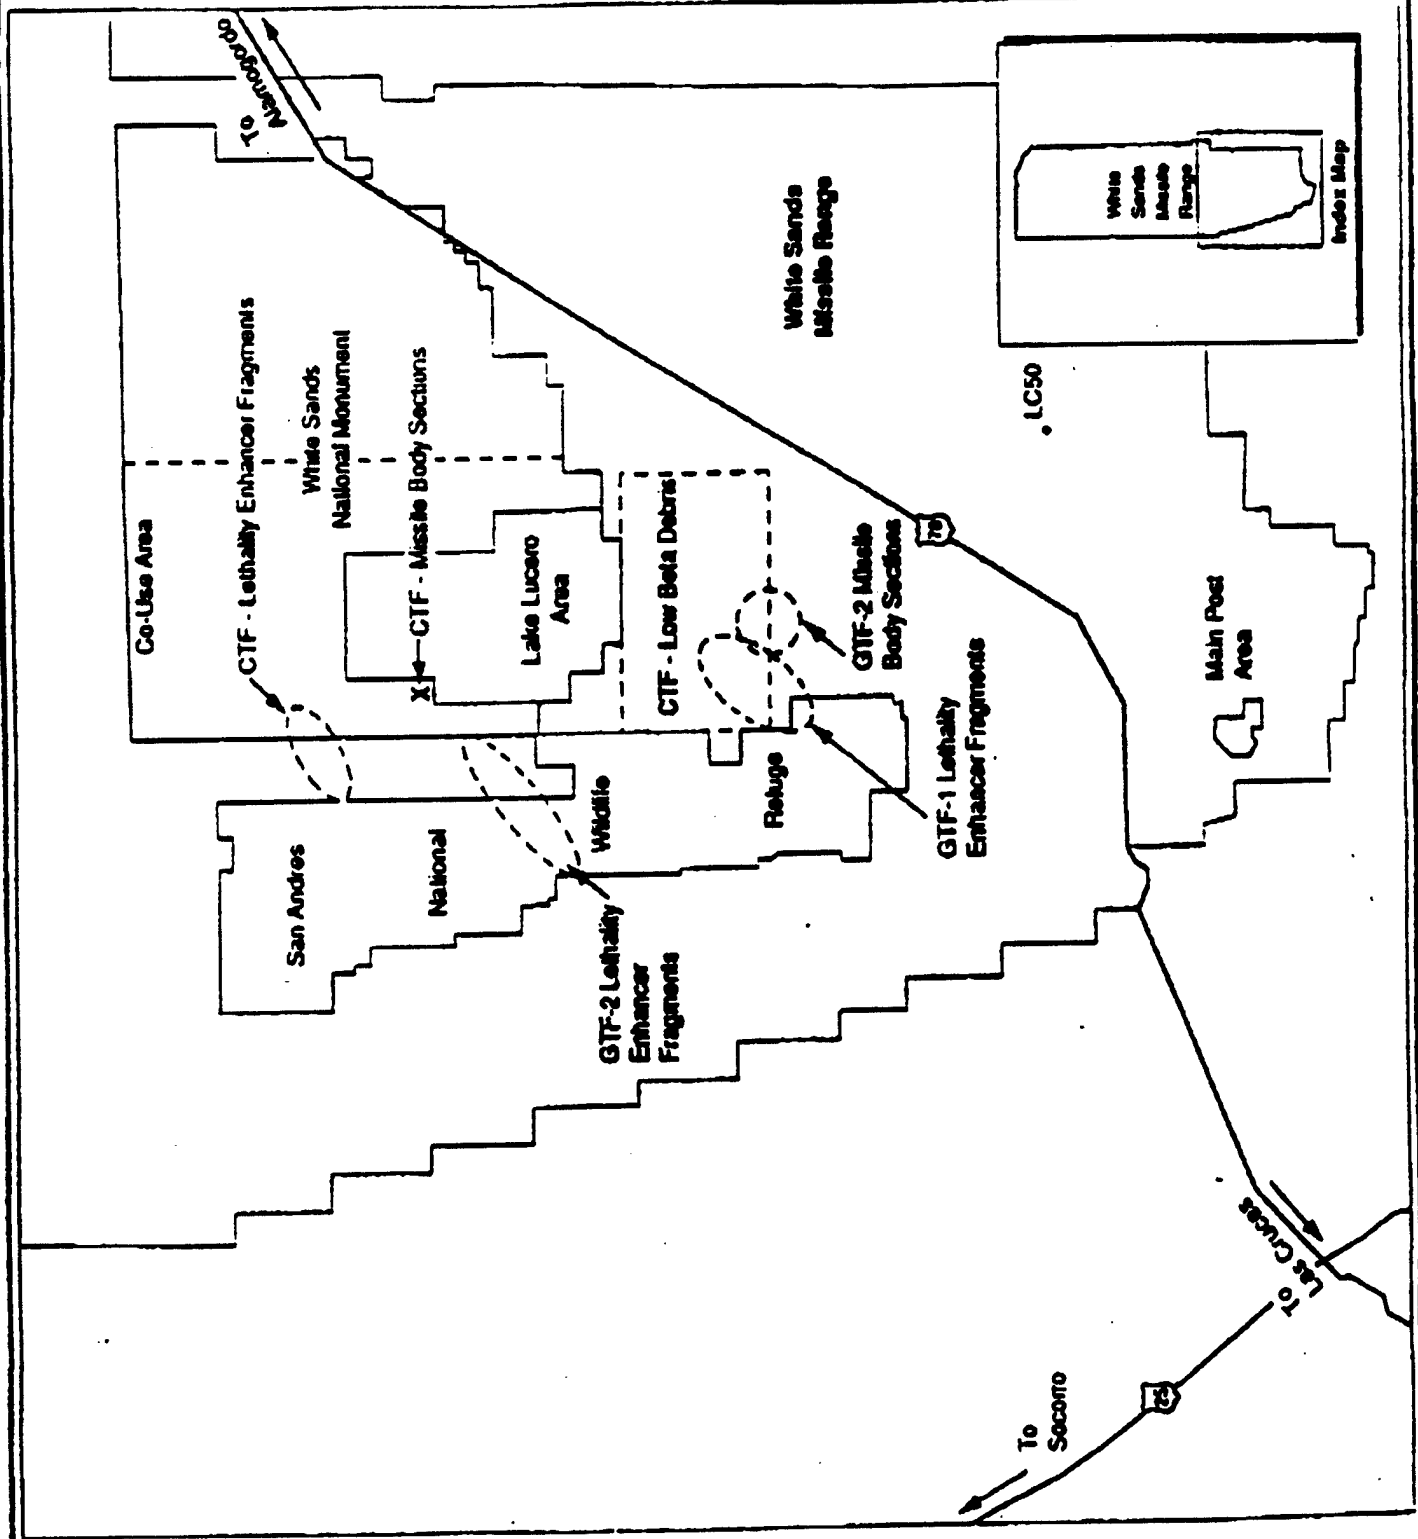 To
Alamogordo
Co-Use Area
CTF - Lethality Enhancer Fragments
White Sands
National Monument
CTF - Missile Body Sections
X
Lake Lucero
Area
CTF - Low Beta Debris
X
San Andres
National
Wildlife
Refuge
GTF-2 Lethality
Enhancer
Fragments
GTF-2 Missile
Body Sections
GTF-1 Lethality
Enhancer Fragments
White Sands
Missile Range
70
LC50
Main Post
Area
To
Las Cruces
25
To
Socorro
White
Sands
Missile
Range
Index Map